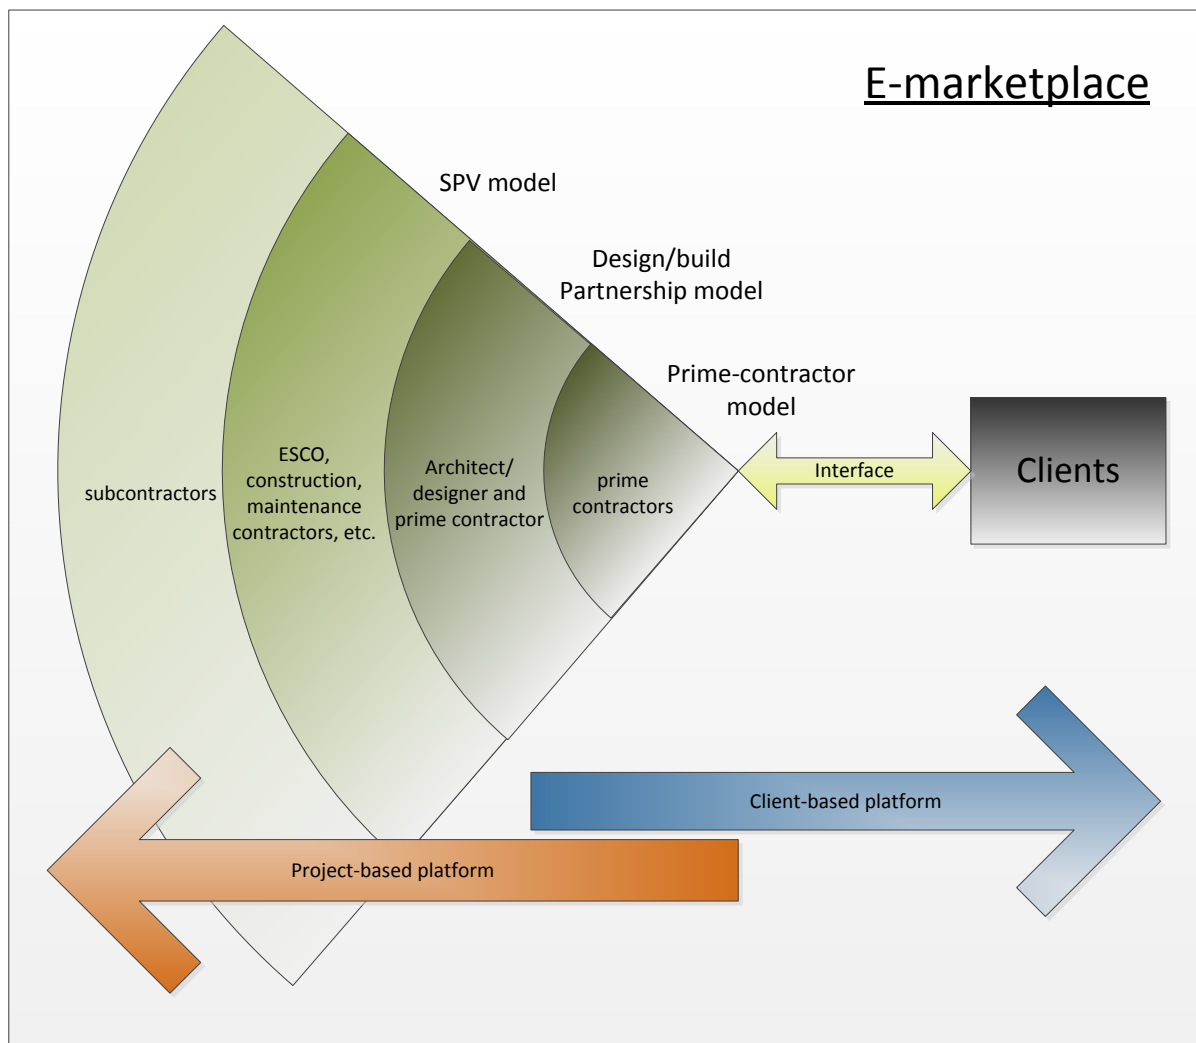 E-marketplace
SPV model
Design/build
Partnership model
Prime-contractor
model
subcontractors
ESCO,
construction,
maintenance
contractors, etc.
Architect/
designer and
prime contractor
prime
contractors
Interface
Clients
Client-based platform
Project-based platform